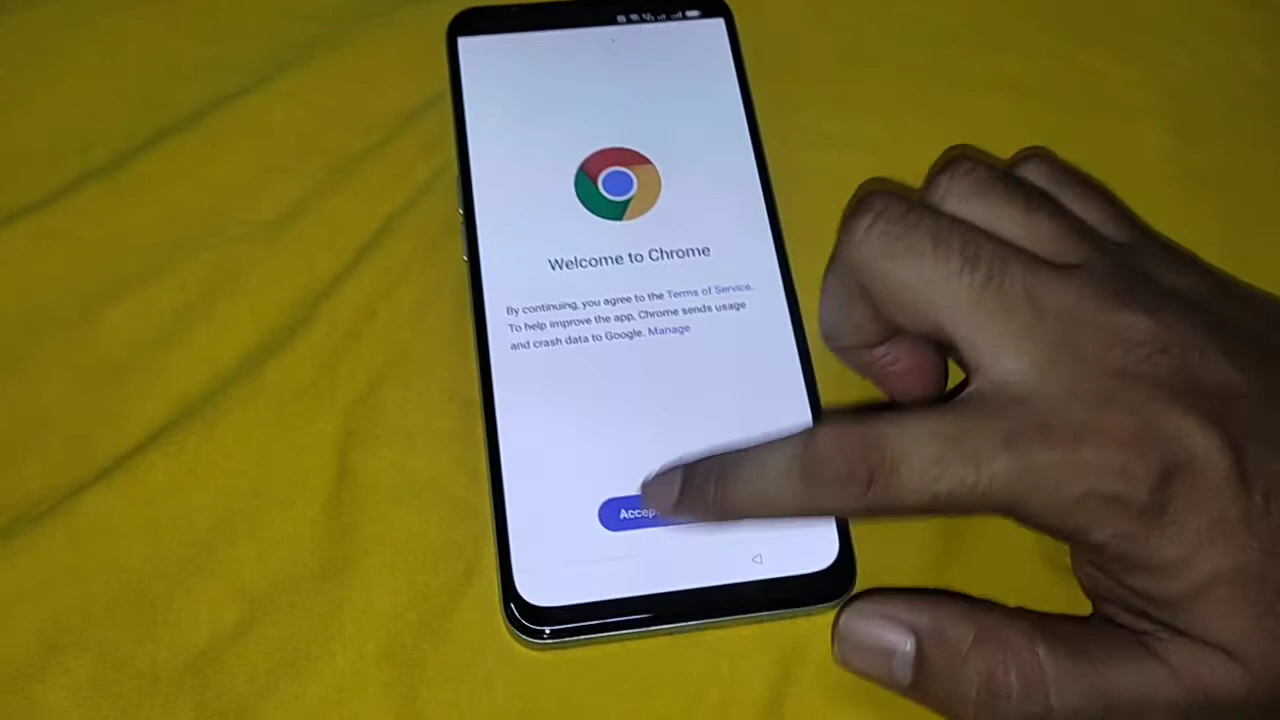 Welcome to Chrome
By continuing, you agree to the Terms of Service.
To help improve the app, Chrome sends usage
and crash data to Google. Manage
Accep